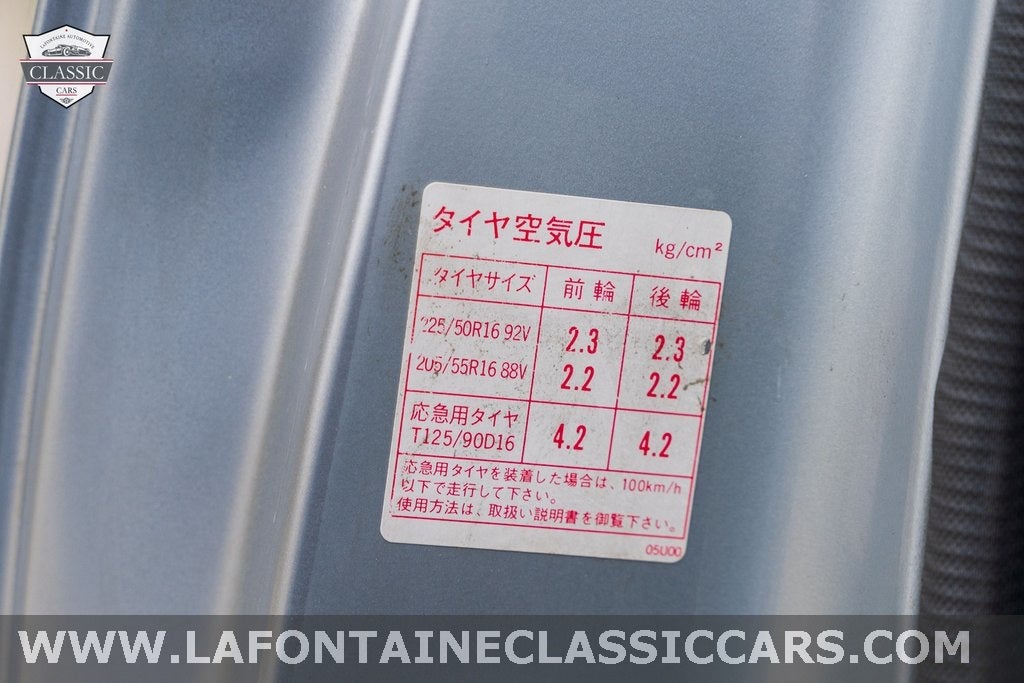 LAFONTAINE AUTOMOTIVE
CLASSIC
CARS
タイヤ空気圧 kg/cm²
タイヤサイズ 前輪 後輪
225/50R16 92V 2.3 2.3
205/55R16 88V 2.2 2.2
応急用タイヤ
T125/90D16 4.2 4.2
応急用タイヤを装着した場合は、100km/h
以下で走行して下さい。
使用方法は、取扱い説明書を御覧下さい。
05U00
WWW.LAFONTAINECLASSICCARS.COM